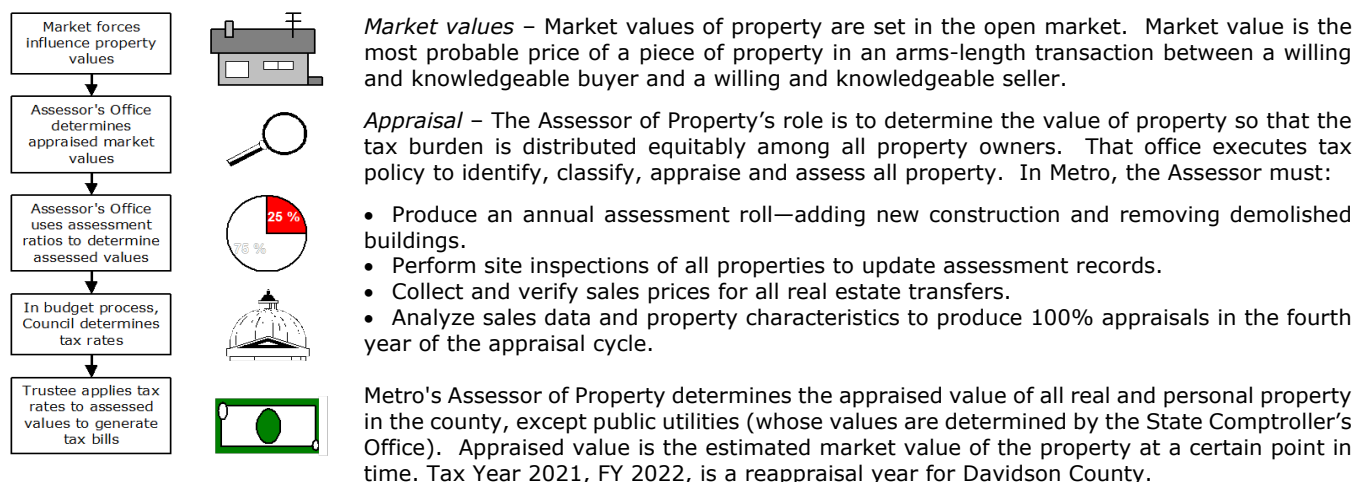 Market forces
influence property
values
Assessor's Office
determines
appraised market
values
Assessor's Office
uses assessment
ratios to determine
assessed values
In budget process,
Council determines
tax rates
Trustee applies tax
rates to assessed
values to generate
tax bills
25 %
75 %
Market values – Market values of property are set in the open market. Market value is the
most probable price of a piece of property in an arms-length transaction between a willing
and knowledgeable buyer and a willing and knowledgeable seller.
Appraisal – The Assessor of Property's role is to determine the value of property so that the
tax burden is distributed equitably among all property owners. That office executes tax
policy to identify, classify, appraise and assess all property. In Metro, the Assessor must:
• Produce an annual assessment roll—adding new construction and removing demolished
buildings.
• Perform site inspections of all properties to update assessment records.
• Collect and verify sales prices for all real estate transfers.
• Analyze sales data and property characteristics to produce 100% appraisals in the fourth
year of the appraisal cycle.
Metro's Assessor of Property determines the appraised value of all real and personal property
in the county, except public utilities (whose values are determined by the State Comptroller's
Office). Appraised value is the estimated market value of the property at a certain point in
time. Tax Year 2021, FY 2022, is a reappraisal year for Davidson County.